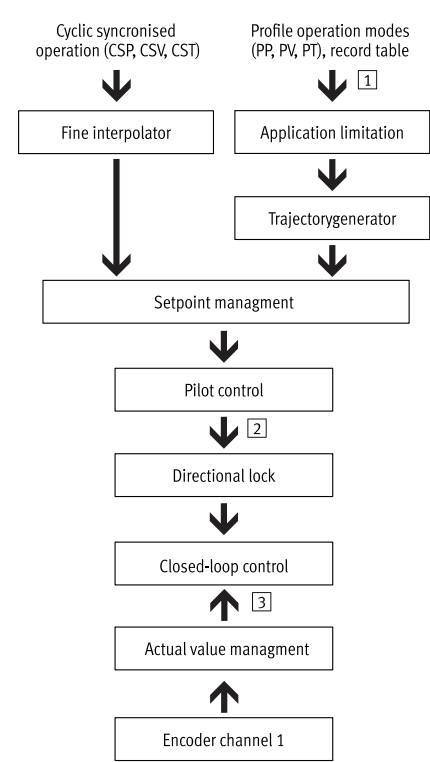 Cyclic syncronised
operation (CSP, CSV, CST)
Profile operation modes
(PP, PV, PT), record table
1
Fine interpolator
Application limitation
Trajectorygenerator
Setpoint managment
Pilot control
2
Directional lock
Closed-loop control
3
Actual value managment
Encoder channel 1